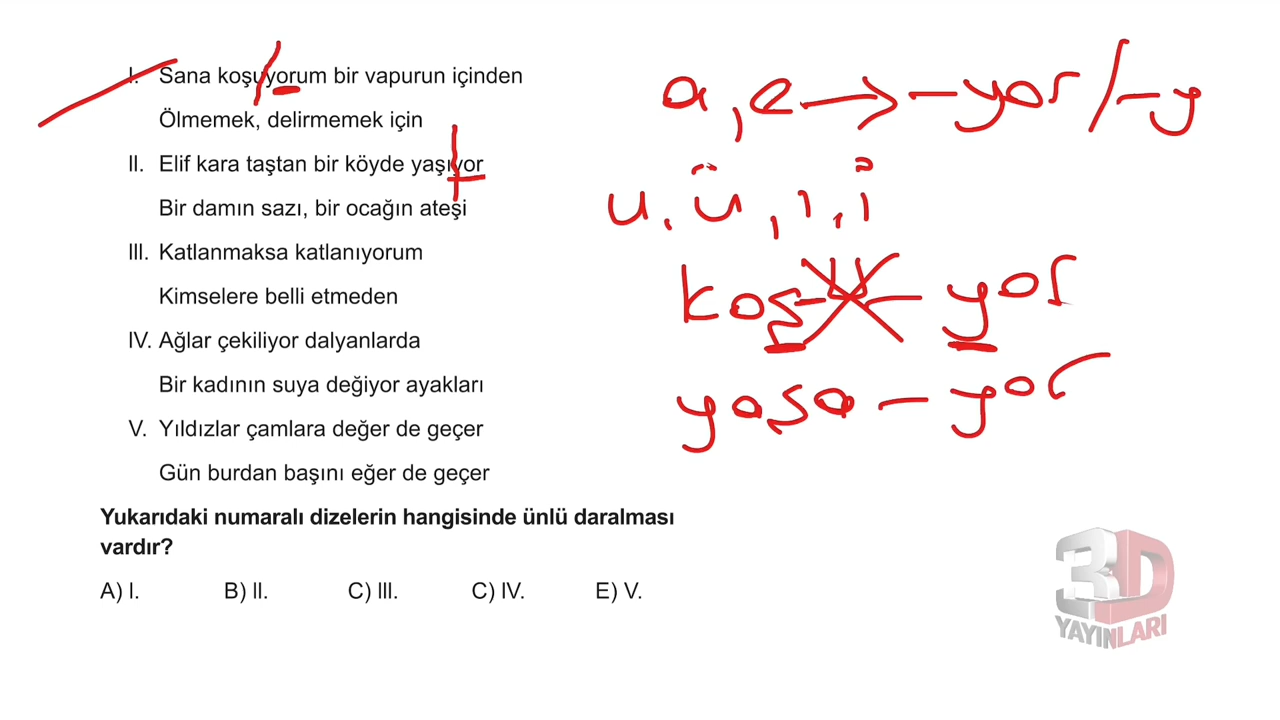 I. Sana koşuyorum bir vapurun içinden
Ölmemek, delirmemek için
II. Elif kara taştan bir köyde yaşıyor
Bir damın sazı, bir ocağın ateşi
III. Katlanmaksa katlanıyorum
Kimselere belli etmeden
IV. Ağlar çekiliyor dalyanlarda
Bir kadının suya değiyor ayakları
V. Yıldızlar çamlara değer de geçer
Gün burdan başını eğer de geçer
Yukarıdaki numaralı dizelerin hangisinde ünlü daralması
vardır?
A) I. B) II. C) III. C) IV. E) V.
a, e → -yor / -y
u, ü, ı, i
koş-u-yor
yaşa-yor
3D
YAYINLARI